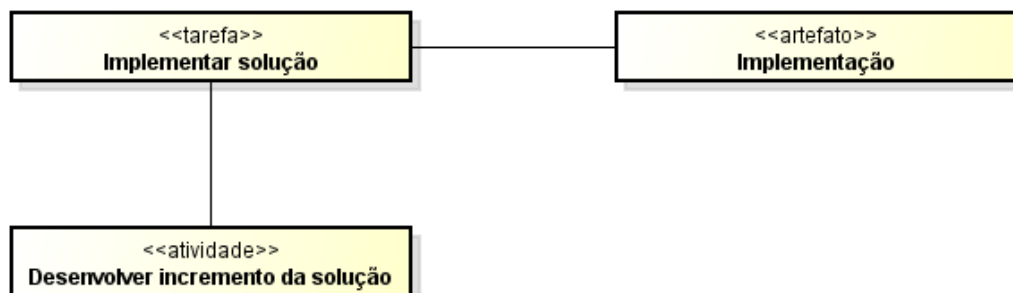 <<tarefa>>
Implementar solução
<<artefato>>
Implementação
<<atividade>>
Desenvolver incremento da solução